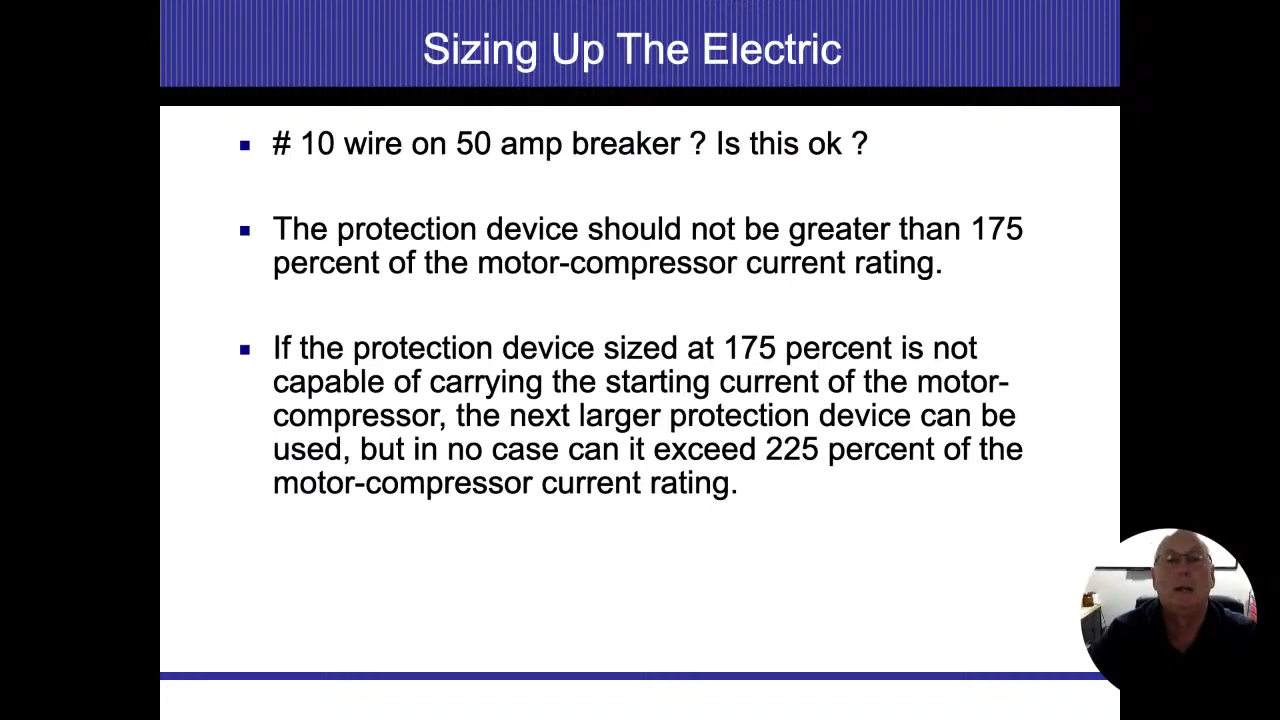 Sizing Up The Electric
# 10 wire on 50 amp breaker ? Is this ok ?
The protection device should not be greater than 175
percent of the motor-compressor current rating.
If the protection device sized at 175 percent is not
capable of carrying the starting current of the motor-
compressor, the next larger protection device can be
used, but in no case can it exceed 225 percent of the
motor-compressor current rating.